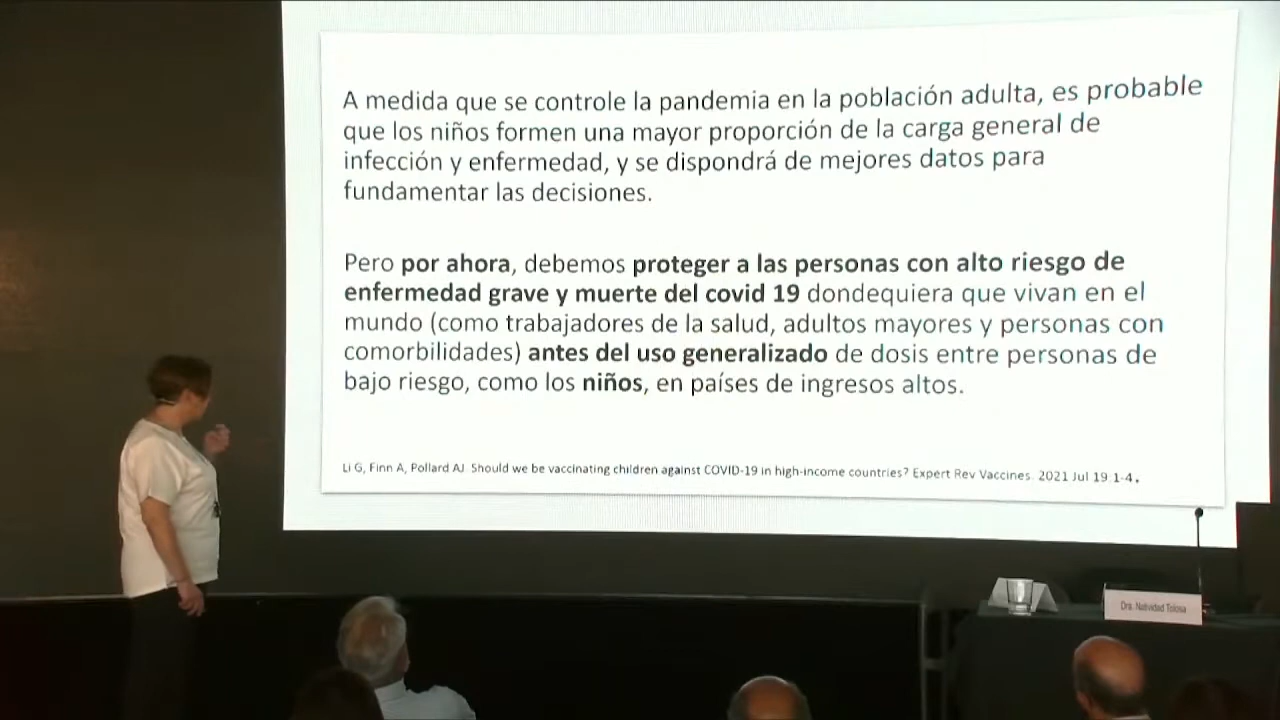 A medida que se controle la pandemia en la población adulta, es probable
que los niños formen una mayor proporción de la carga general de
infección y enfermedad, y se dispondrá de mejores datos para
fundamentar las decisiones.
Pero por ahora, debemos proteger a las personas con alto riesgo de
enfermedad grave y muerte del covid 19 dondequiera que vivan en el
mundo (como trabajadores de la salud, adultos mayores y personas con
comorbilidades) antes del uso generalizado de dosis entre personas de
bajo riesgo, como los niños, en países de ingresos altos.
Li G, Finn A, Pollard AJ. Should we be vaccinating children against COVID-19 in high-income countries? Expert Rev Vaccines. 2021 Jul 19:1-4.
Dra. Natividad Tolosa